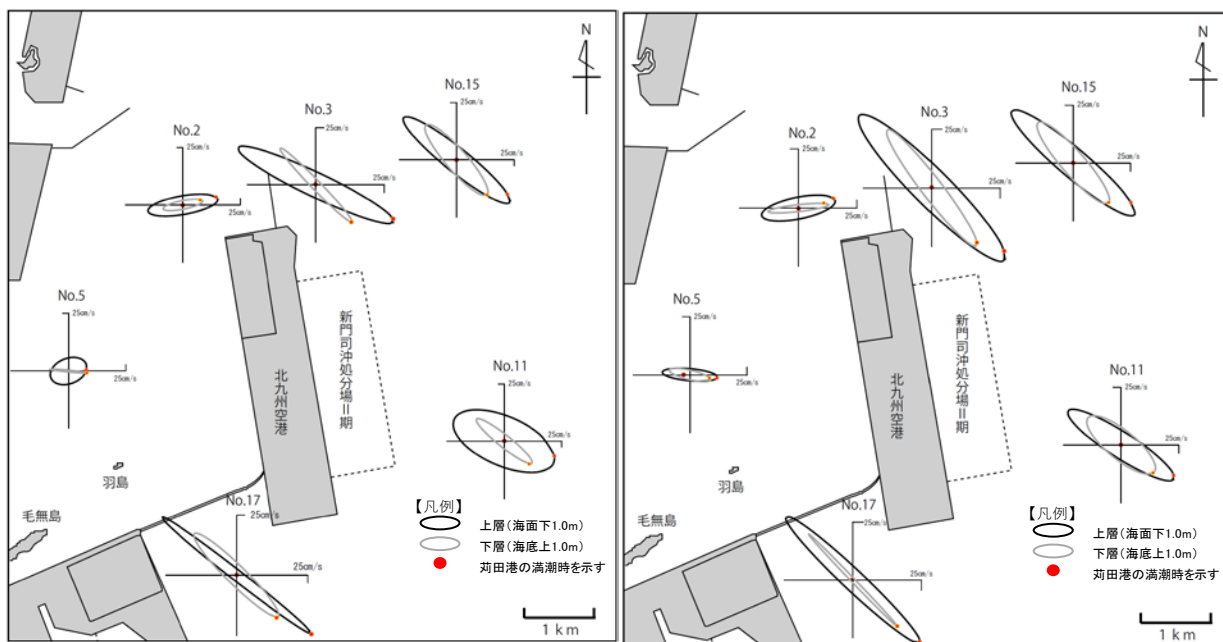 N
No.15
25cm/s
25cm/s
No.3
25cm/s
25cm/s
No.2
25cm/s
25cm/s
No.5
25cm/s
25cm/s
新門司沖処分場Ⅱ期
北九州空港
No.11
25cm/s
25cm/s
羽島
毛無島
No.17
25cm/s
25cm/s
【凡例】
上層(海面下1.0m)
下層(海底上1.0m)
苅田港の満潮時を示す
1 km
N
No.15
25cm/s
25cm/s
No.3
25cm/s
25cm/s
No.2
25cm/s
25cm/s
No.5
25cm/s
25cm/s
新門司沖処分場Ⅱ期
北九州空港
No.11
25cm/s
25cm/s
羽島
毛無島
No.17
25cm/s
25cm/s
【凡例】
上層(海面下1.0m)
下層(海底上1.0m)
苅田港の満潮時を示す
1 km